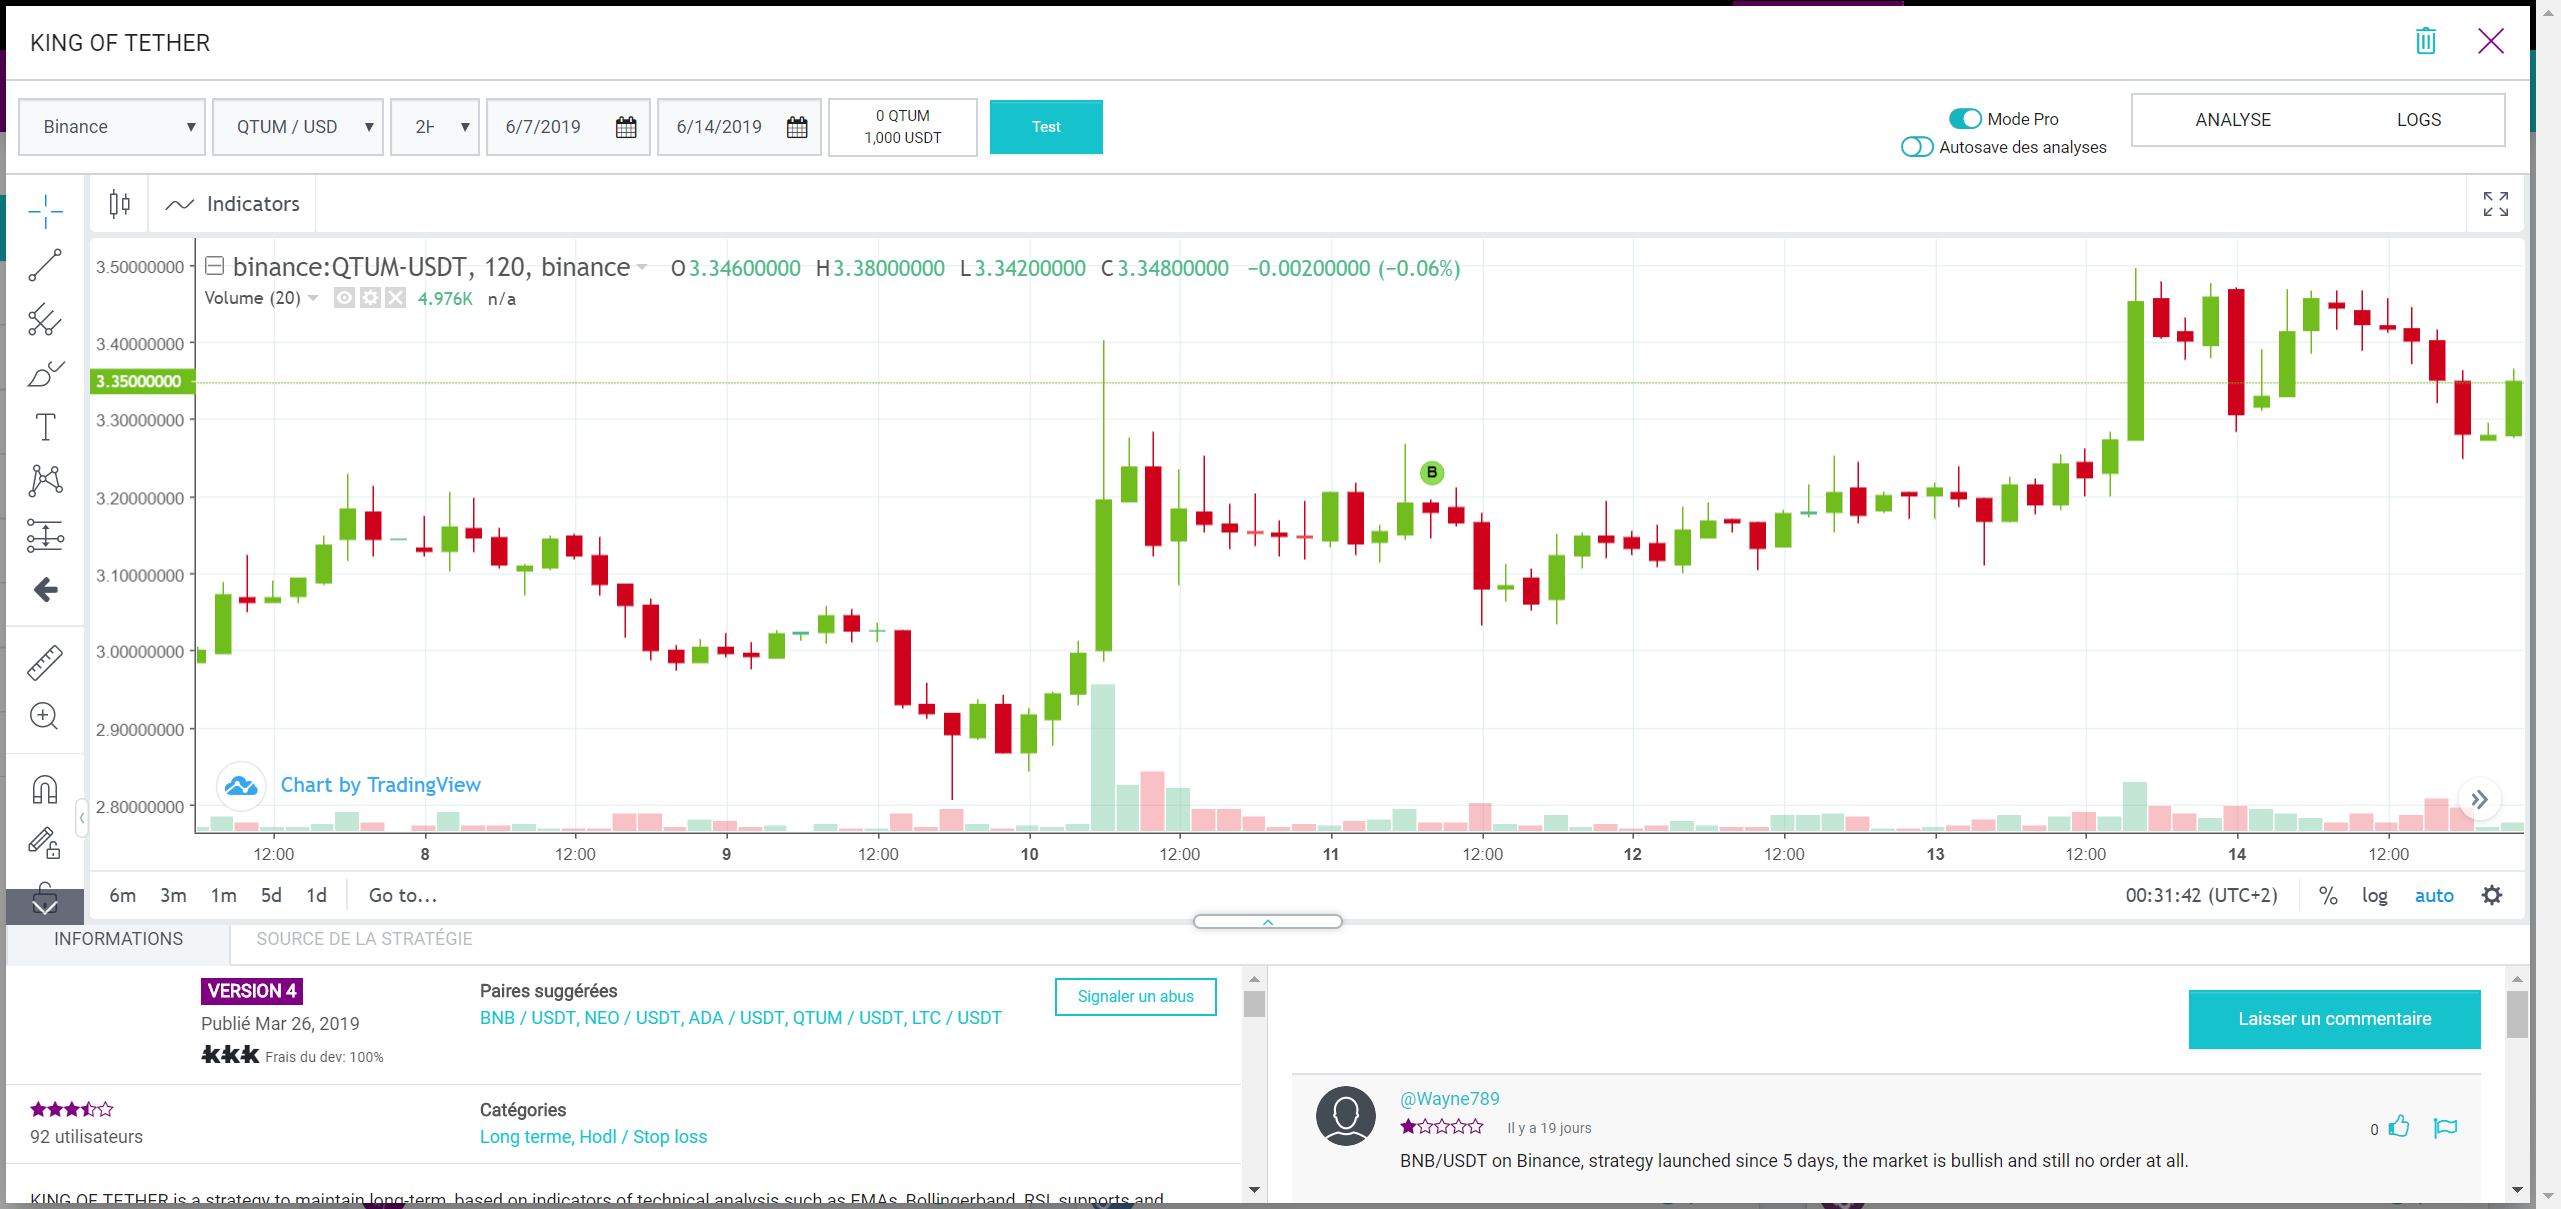 KING OF TETHER
Binance
QTUM / USD
2H
6/7/2019
6/14/2019
0 QTUM
1,000 USDT
Test
Mode Pro
Autosave des analyses
ANALYSE
LOGS
Indicators
binance:QTUM-USDT, 120, binance O3.34600000 H3.38000000 L3.34200000 C3.34800000 −0.00200000 (−0.06%)
Volume (20) 4.976K n/a
3.50000000
3.40000000
3.35000000
3.30000000
3.20000000
3.10000000
3.00000000
2.90000000
2.80000000
B
Chart by TradingView
12:00 8 12:00 9 12:00 10 12:00 11 12:00 12 12:00 13 12:00 14 12:00
6m 3m 1m 5d 1d Go to...
00:31:42 (UTC+2) % log auto
INFORMATIONS
SOURCE DE LA STRATÉGIE
VERSION 4
Publié Mar 26, 2019
Frais du dev: 100%
Paires suggérées
BNB / USDT, NEO / USDT, ADA / USDT, QTUM / USDT, LTC / USDT
Signaler un abus
92 utilisateurs
Catégories
Long terme, Hodl / Stop loss
KING OF TETHER is a strategy to maintain long-term, based on indicators of technical analysis such as EMAs, Bollingerband, RSI, supports and
Laisser un commentaire
@Wayne789
Il y a 19 jours
0
BNB/USDT on Binance, strategy launched since 5 days, the market is bullish and still no order at all.